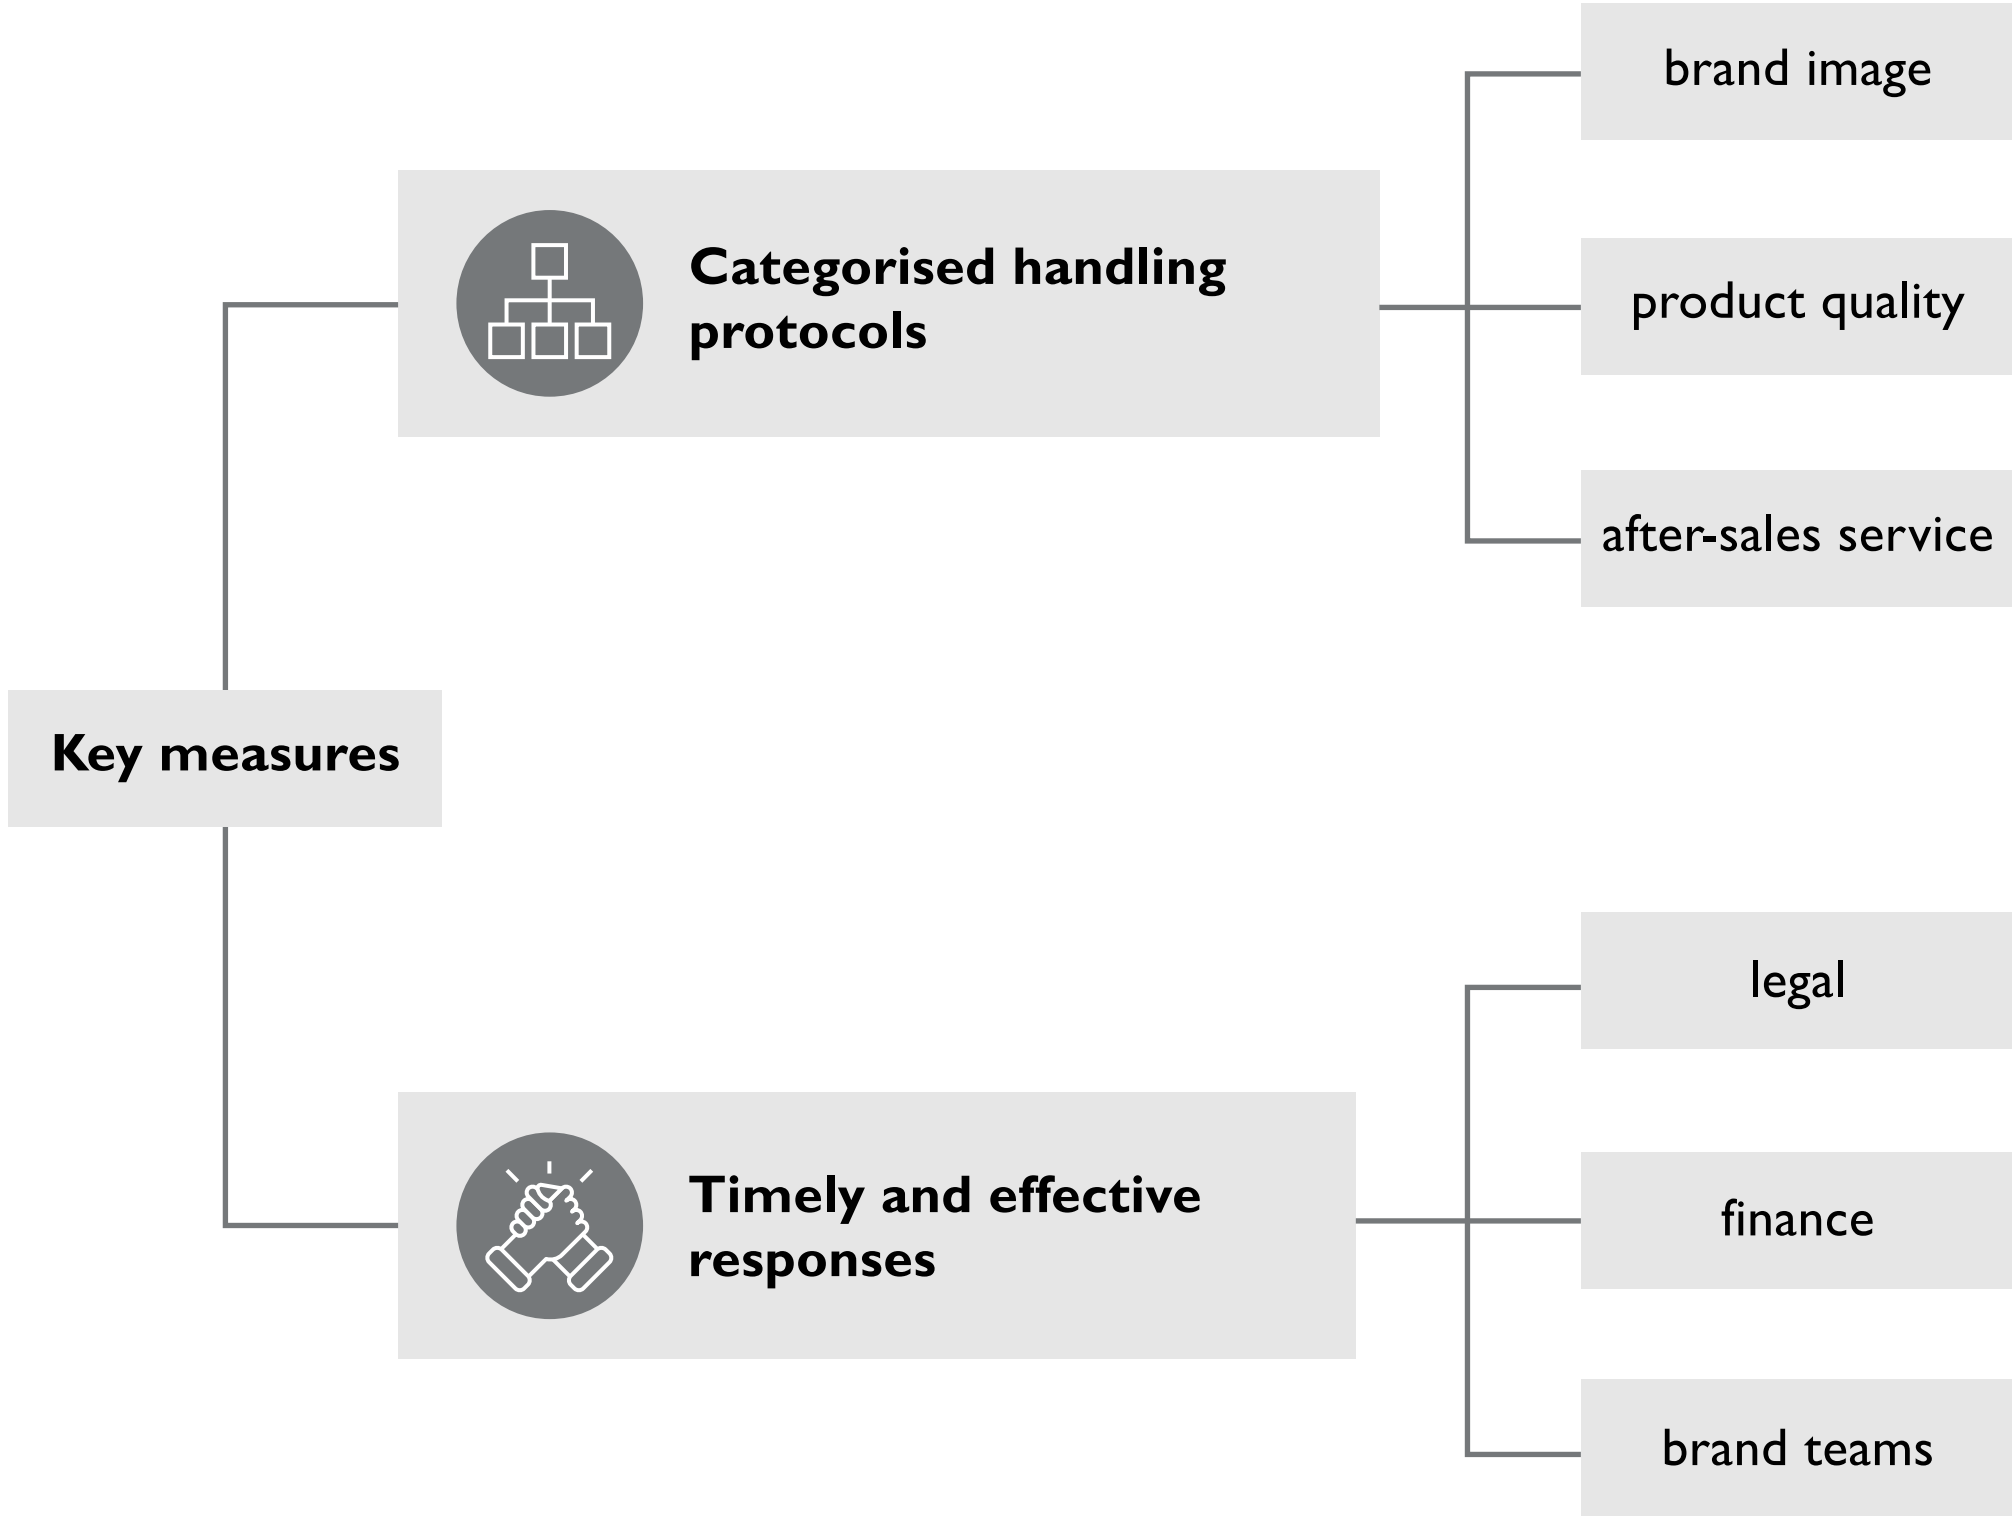 Key measures
Categorised handling
protocols
brand image
product quality
after-sales service
Timely and effective
responses
legal
finance
brand teams